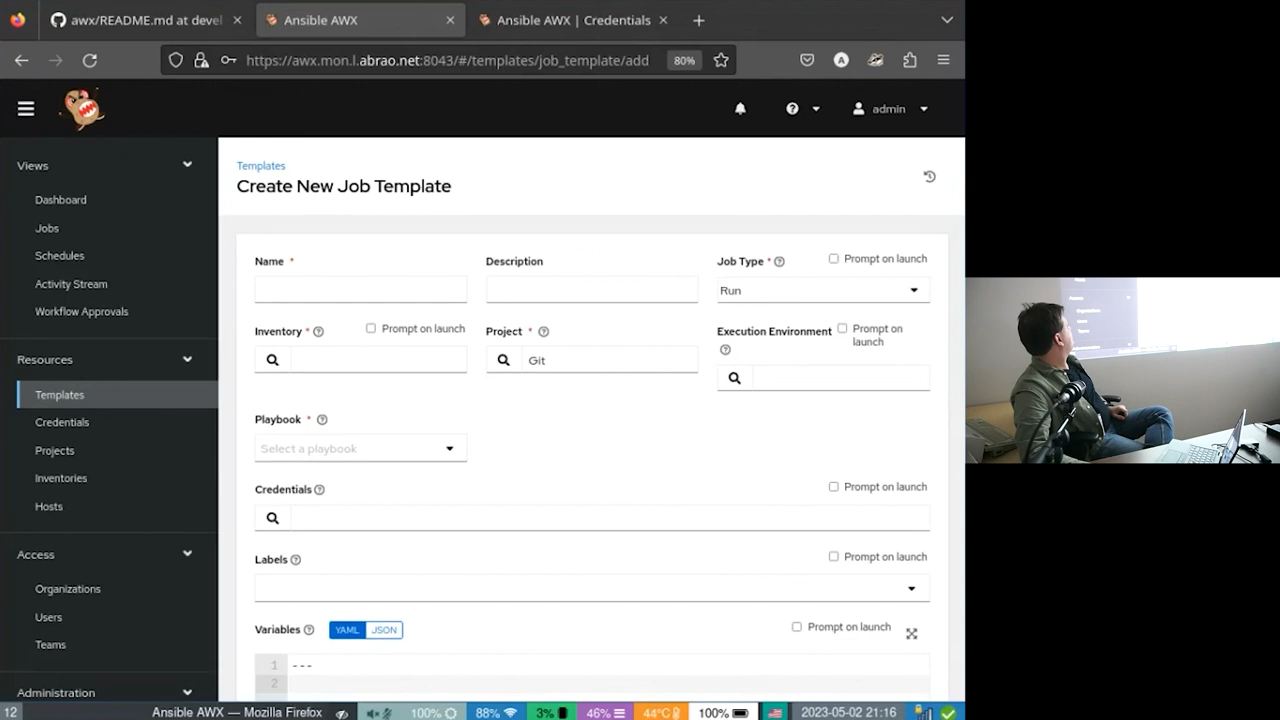 awx/README.md at devel
Ansible AWX
Ansible AWX | Credentials
https://awx.mon.l.abrao.net:8043/#/templates/job_template/add
80%
admin
Views
Dashboard
Jobs
Schedules
Activity Stream
Workflow Approvals
Resources
Templates
Credentials
Projects
Inventories
Hosts
Access
Organizations
Users
Teams
Administration
Templates
Create New Job Template
Name *
Description
Job Type *
Prompt on launch
Run
Inventory *
Prompt on launch
Project *
Git
Execution Environment
Prompt on launch
Playbook *
Select a playbook
Credentials
Prompt on launch
Labels
Prompt on launch
Variables
YAML
JSON
Prompt on launch
1 ---
2
12
Ansible AWX — Mozilla Firefox
100%
88%
3%
46%
44°C
100%
2023-05-02 21:16